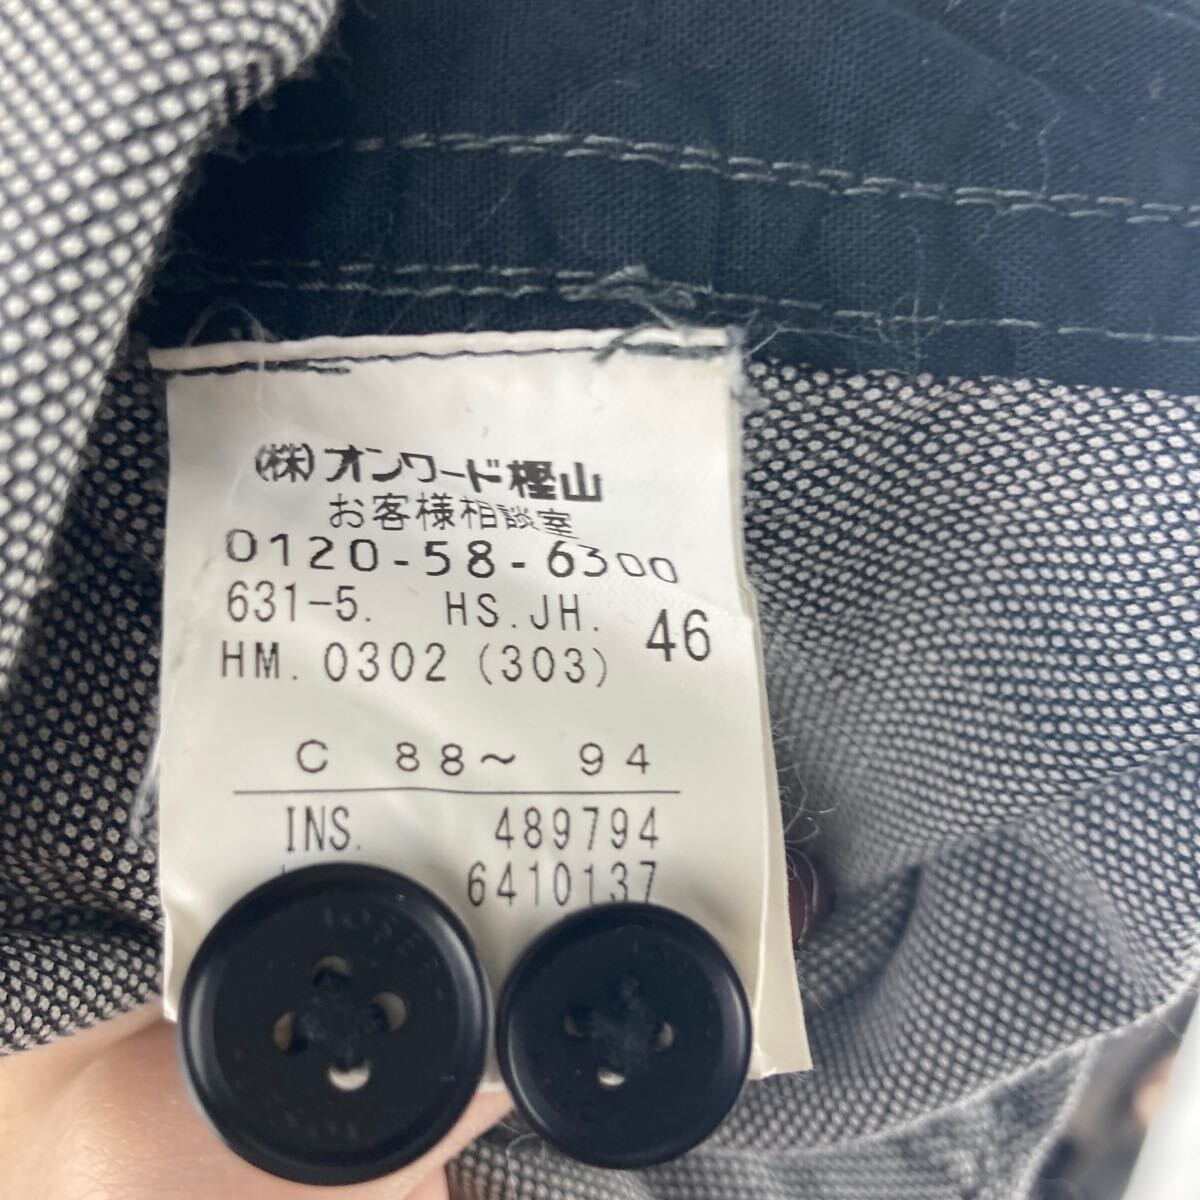 (株)オンワード樫山
お客様相談室
0120-58-6300
631-5. HS.JH. 46
HM. 0302 (303)
C 88～ 94
INS. 489794
6410137